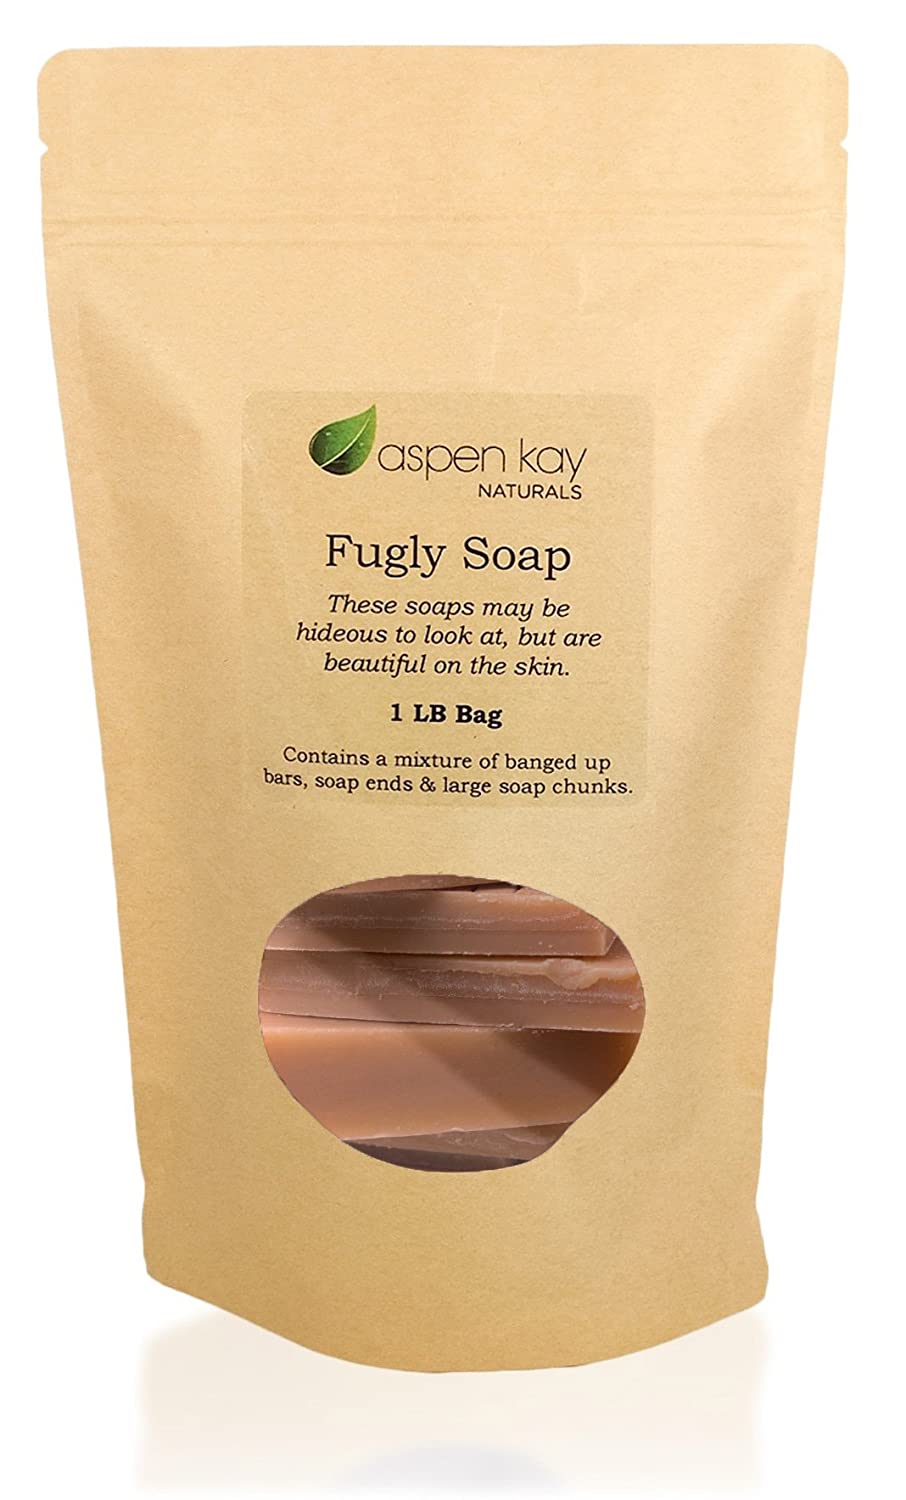 aspen kay
NATURALS
Fugly Soap
These soaps may be
hideous to look at, but are
beautiful on the skin.
1 LB Bag
Contains a mixture of banged up
bars, soap ends & large soap chunks.